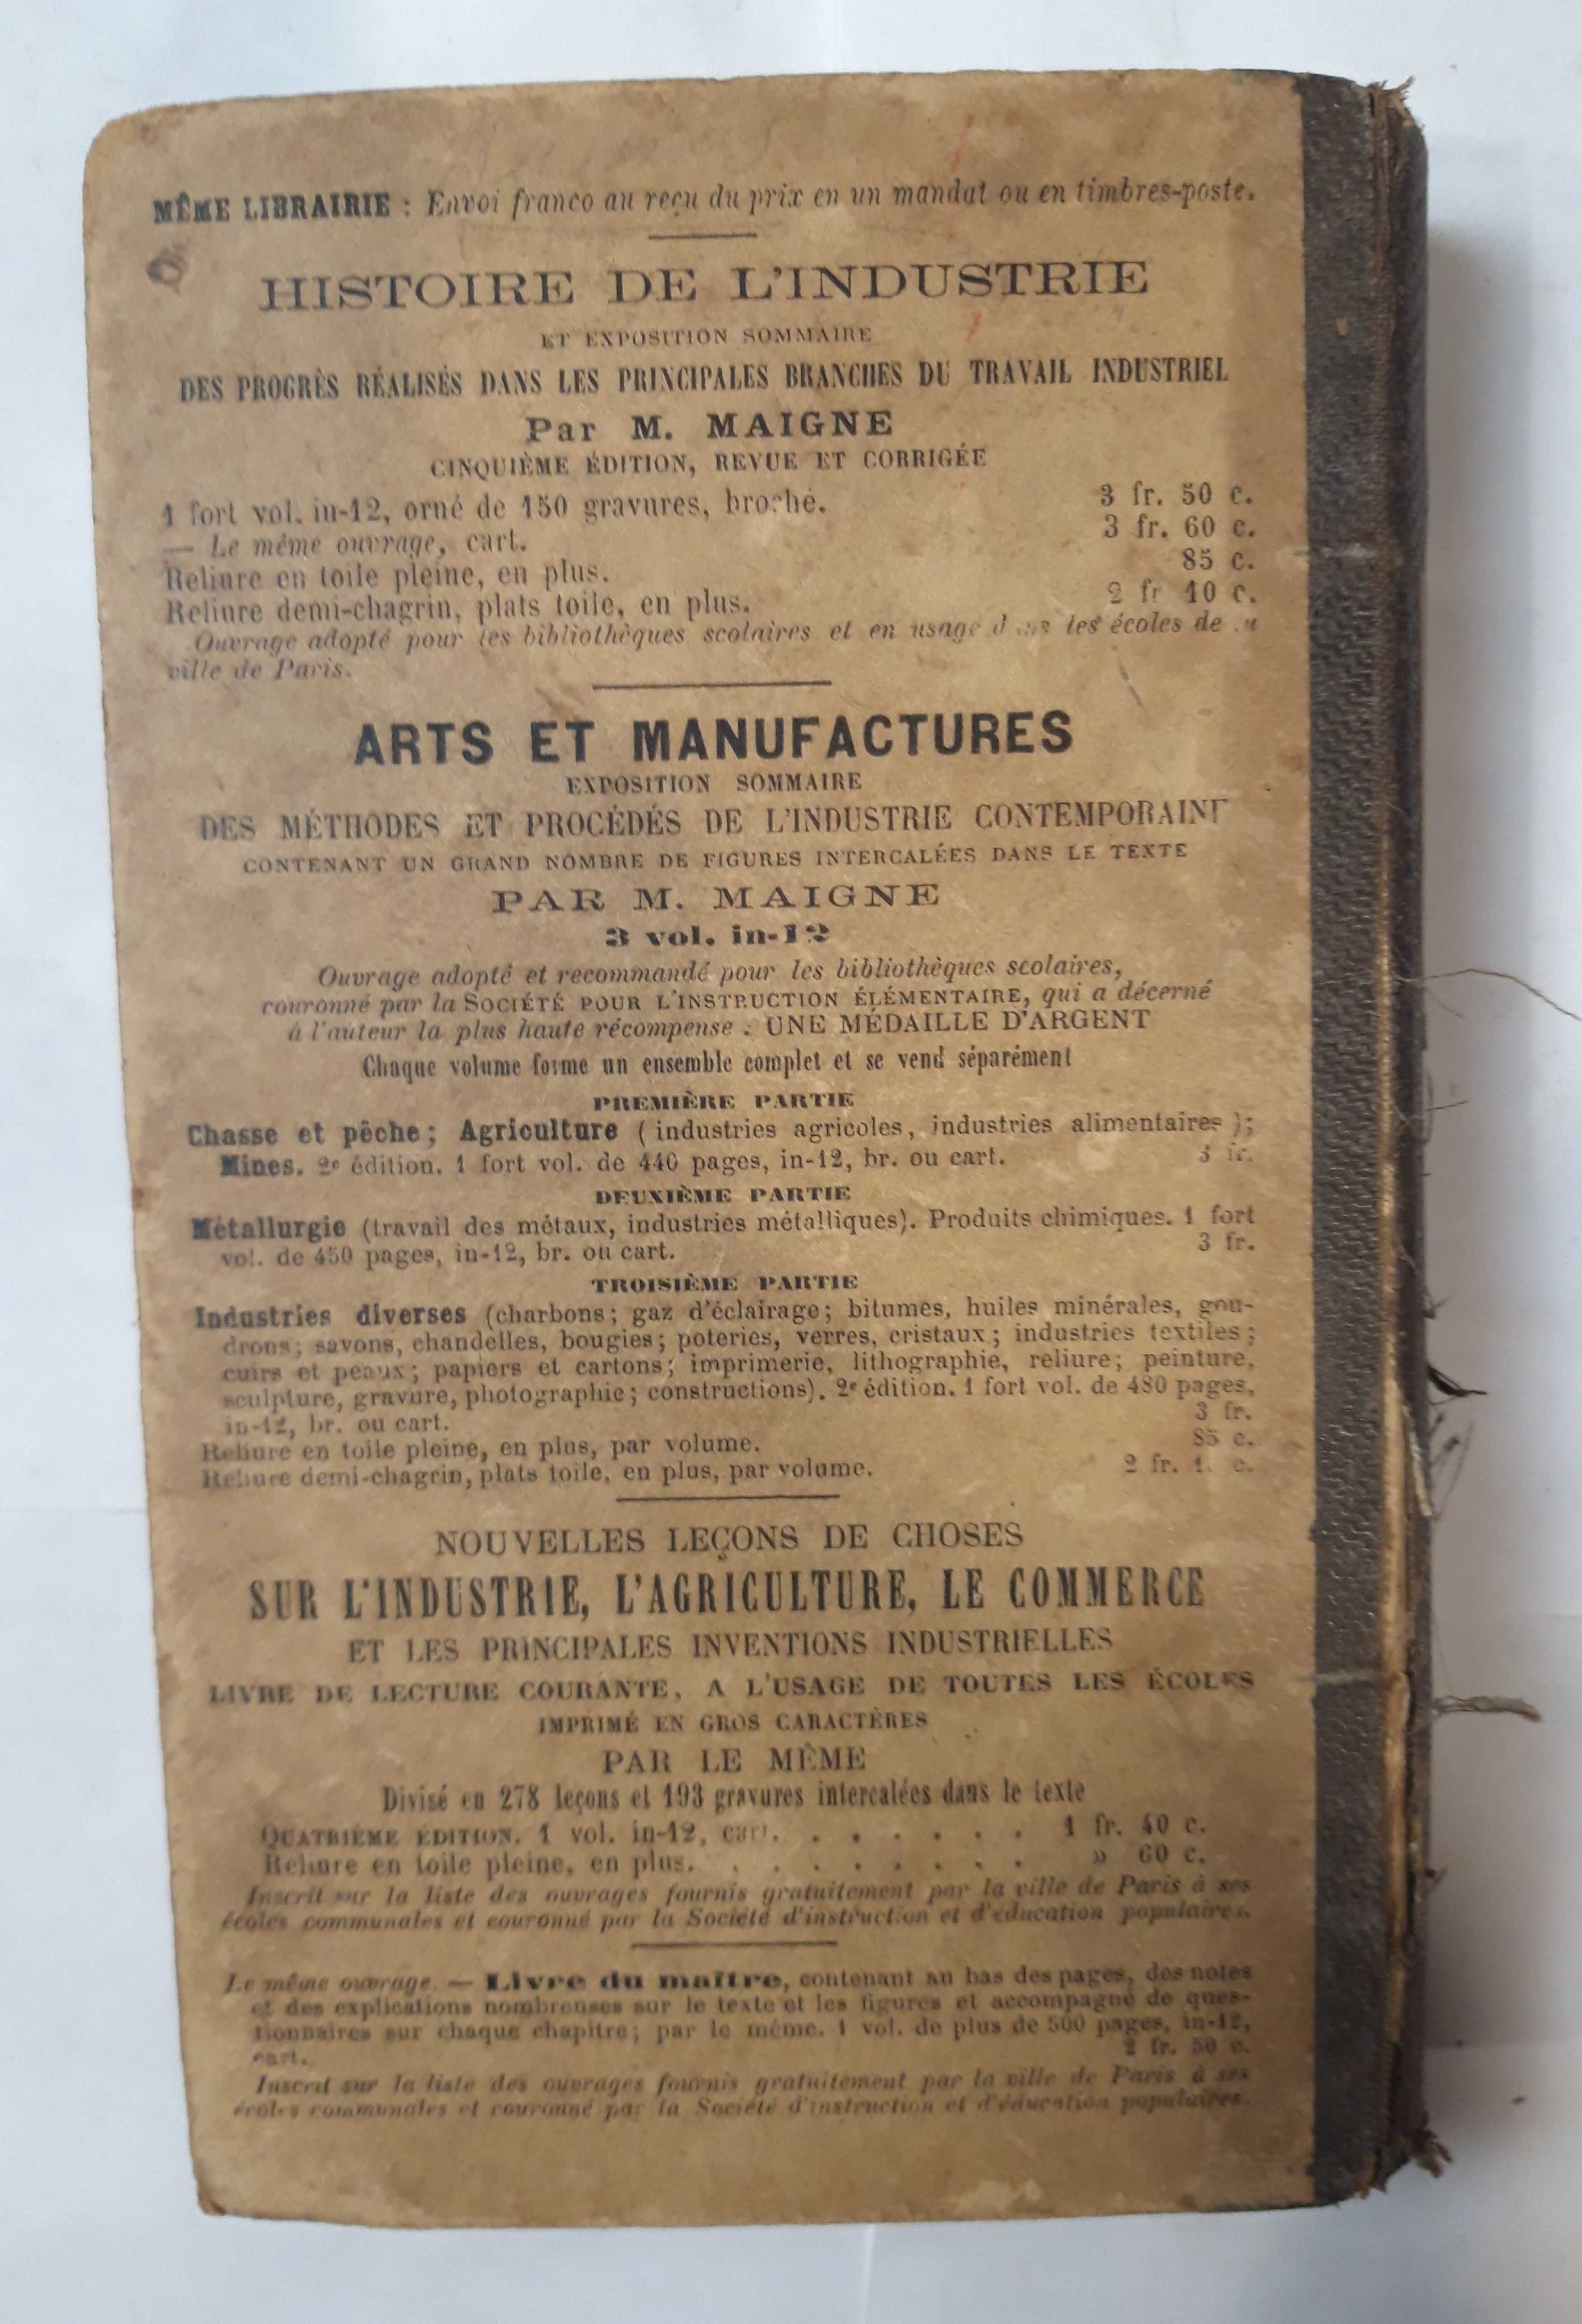 MÊME LIBRAIRIE : Envoi franco au reçu du prix en un mandat ou en timbres-poste.
HISTOIRE DE L'INDUSTRIE
ET EXPOSITION SOMMAIRE
DES PROGRÈS RÉALISÉS DANS LES PRINCIPALES BRANCHES DU TRAVAIL INDUSTRIEL
Par M. MAIGNE
CINQUIÈME ÉDITION, REVUE ET CORRIGÉE
1 fort vol. in-12, orné de 150 gravures, broché. 3 fr. 50 c.
— Le même ouvrage, cart. 3 fr. 60 c.
Reliure en toile pleine, en plus. 85 c.
Reliure demi-chagrin, plats toile, en plus. 2 fr 10 c.
Ouvrage adopté pour les bibliothèques scolaires et en usage dans les écoles de
ville de Paris.
ARTS ET MANUFACTURES
EXPOSITION SOMMAIRE
DES MÉTHODES ET PROCÉDÉS DE L'INDUSTRIE CONTEMPORAINE
CONTENANT UN GRAND NOMBRE DE FIGURES INTERCALÉES DANS LE TEXTE
PAR M. MAIGNE
3 vol. in-12
Ouvrage adopté et recommandé pour les bibliothèques scolaires,
couronné par la SOCIÉTÉ POUR L'INSTRUCTION ÉLÉMENTAIRE, qui a décerné
à l'auteur la plus haute récompense : UNE MÉDAILLE D'ARGENT
Chaque volume forme un ensemble complet et se vend séparément
PREMIÈRE PARTIE
Chasse et pêche ; Agriculture ( industries agricoles, industries alimentaires );
Mines. 2e édition. 1 fort vol. de 440 pages, in-12, br. ou cart. 3 fr.
DEUXIÈME PARTIE
Métallurgie (travail des métaux, industries métalliques). Produits chimiques. 1 fort
vol. de 450 pages, in-12, br. ou cart. 3 fr.
TROISIÈME PARTIE
Industries diverses (charbons; gaz d'éclairage; bitumes, huiles minérales, gou-
drons; savons, chandelles, bougies; poteries, verres, cristaux; industries textiles;
cuirs et peaux; papiers et cartons; imprimerie, lithographie, reliure; peinture,
sculpture, gravure, photographie; constructions). 2e édition. 1 fort vol. de 480 pages,
in-12, br. ou cart. 3 fr.
Reliure en toile pleine, en plus, par volume. 85 c.
Reliure demi-chagrin, plats toile, en plus, par volume. 2 fr. c.
NOUVELLES LEÇONS DE CHOSES
SUR L'INDUSTRIE, L'AGRICULTURE, LE COMMERCE
ET LES PRINCIPALES INVENTIONS INDUSTRIELLES
LIVRE DE LECTURE COURANTE, A L'USAGE DE TOUTES LES ÉCOLES
IMPRIMÉ EN GROS CARACTÈRES
PAR LE MÊME
Divisé en 278 leçons et 193 gravures intercalées dans le texte
QUATRIÈME ÉDITION. 1 vol. in-12, cart. . . . . . . 1 fr. 40 c.
Reliure en toile pleine, en plus. . . . . . . . . » 60 c.
Inscrit sur la liste des ouvrages fournis gratuitement par la ville de Paris à ses
écoles communales et couronné par la Société d'instruction et d'éducation populaires.
Le même ouvrage. — Livre du maître, contenant au bas des pages, des notes
et des explications nombreuses sur le texte et les figures et accompagné de ques-
tionnaires sur chaque chapitre; par le même. 1 vol. de plus de 500 pages, in-12,
cart. 2 fr. 50 c.
Inscrit sur la liste des ouvrages fournis gratuitement par la ville de Paris à ses
écoles communales et couronné par la Société d'instruction et d'éducation populaires.